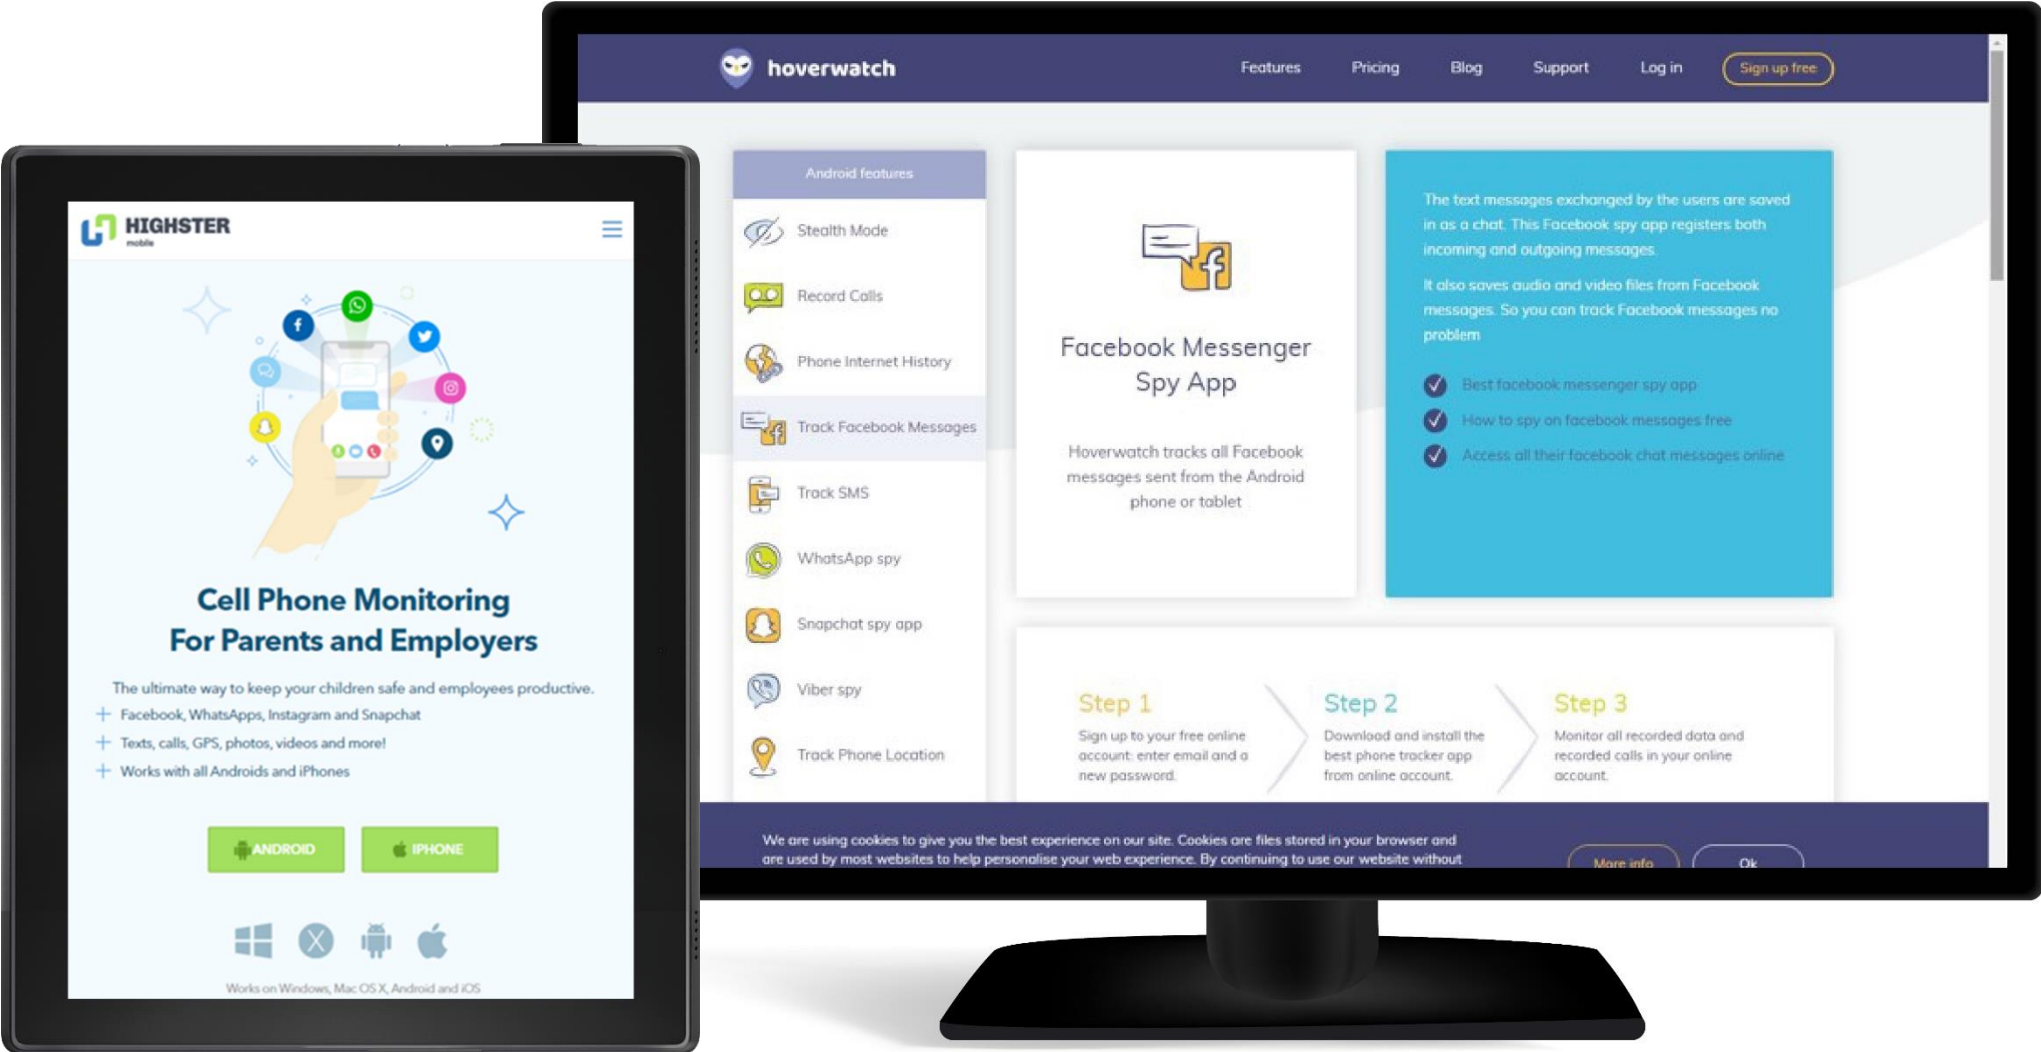 HIGHSTER
mobile
Cell Phone Monitoring
For Parents and Employers
The ultimate way to keep your children safe and employees productive.
Facebook, WhatsApps, Instagram and Snapchat
Texts, calls, GPS, photos, videos and more!
Works with all Androids and iPhones
ANDROID
IPHONE
Works on Windows, Mac OS X, Android and iOS
hoverwatch
Features
Pricing
Blog
Support
Log in
Sign up free
Android features
Stealth Mode
Record Calls
Phone Internet History
Track Facebook Messages
Track SMS
WhatsApp spy
Snapchat spy app
Viber spy
Track Phone Location
Facebook Messenger
Spy App
Hoverwatch tracks all Facebook
messages sent from the Android
phone or tablet
The text messages exchanged by the users are saved
in as a chat. This Facebook spy app registers both
incoming and outgoing messages.
It also saves audio and video files from Facebook
messages. So you can track Facebook messages no
problem
Best facebook messenger spy app
How to spy on facebook messages free
Access all their facebook chat messages online
Step 1
Sign up to your free online
account: enter email and a
new password.
Step 2
Download and install the
best phone tracker app
from online account.
Step 3
Monitor all recorded data and
recorded calls in your online
account.
We are using cookies to give you the best experience on our site. Cookies are files stored in your browser and
are used by most websites to help personalise your web experience. By continuing to use our website without
More info
Ok